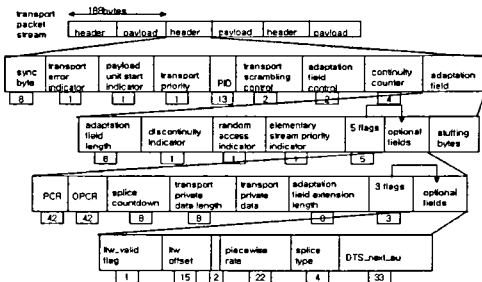 transport
packet
stream
188bytes
header payload header payload header payload
sync
byte
transport
error
indicator
payload
unit start
indicator
transport
priority
PID
transport
scrambling
control
adaptation
field
control
continuity
counter
adaptation
field
8 1 1 1 13 2 2 4
adaptation
field
length
discontinuity
indicator
random
access
indicator
elementary
stream priority
indicator
5 flags
optional
fields
stuffing
bytes
8 1 1 1 5
PCR
OPCR
splice
countdown
transport
private
data length
transport
private
data
adaptation
field extension
length
3 flags
optional
fields
42 42 8 8 8 3
ltw_valid
flag
ltw
offset
piecewise
rate
splice
type
DTS_next_au
1 15 2 22 4 33